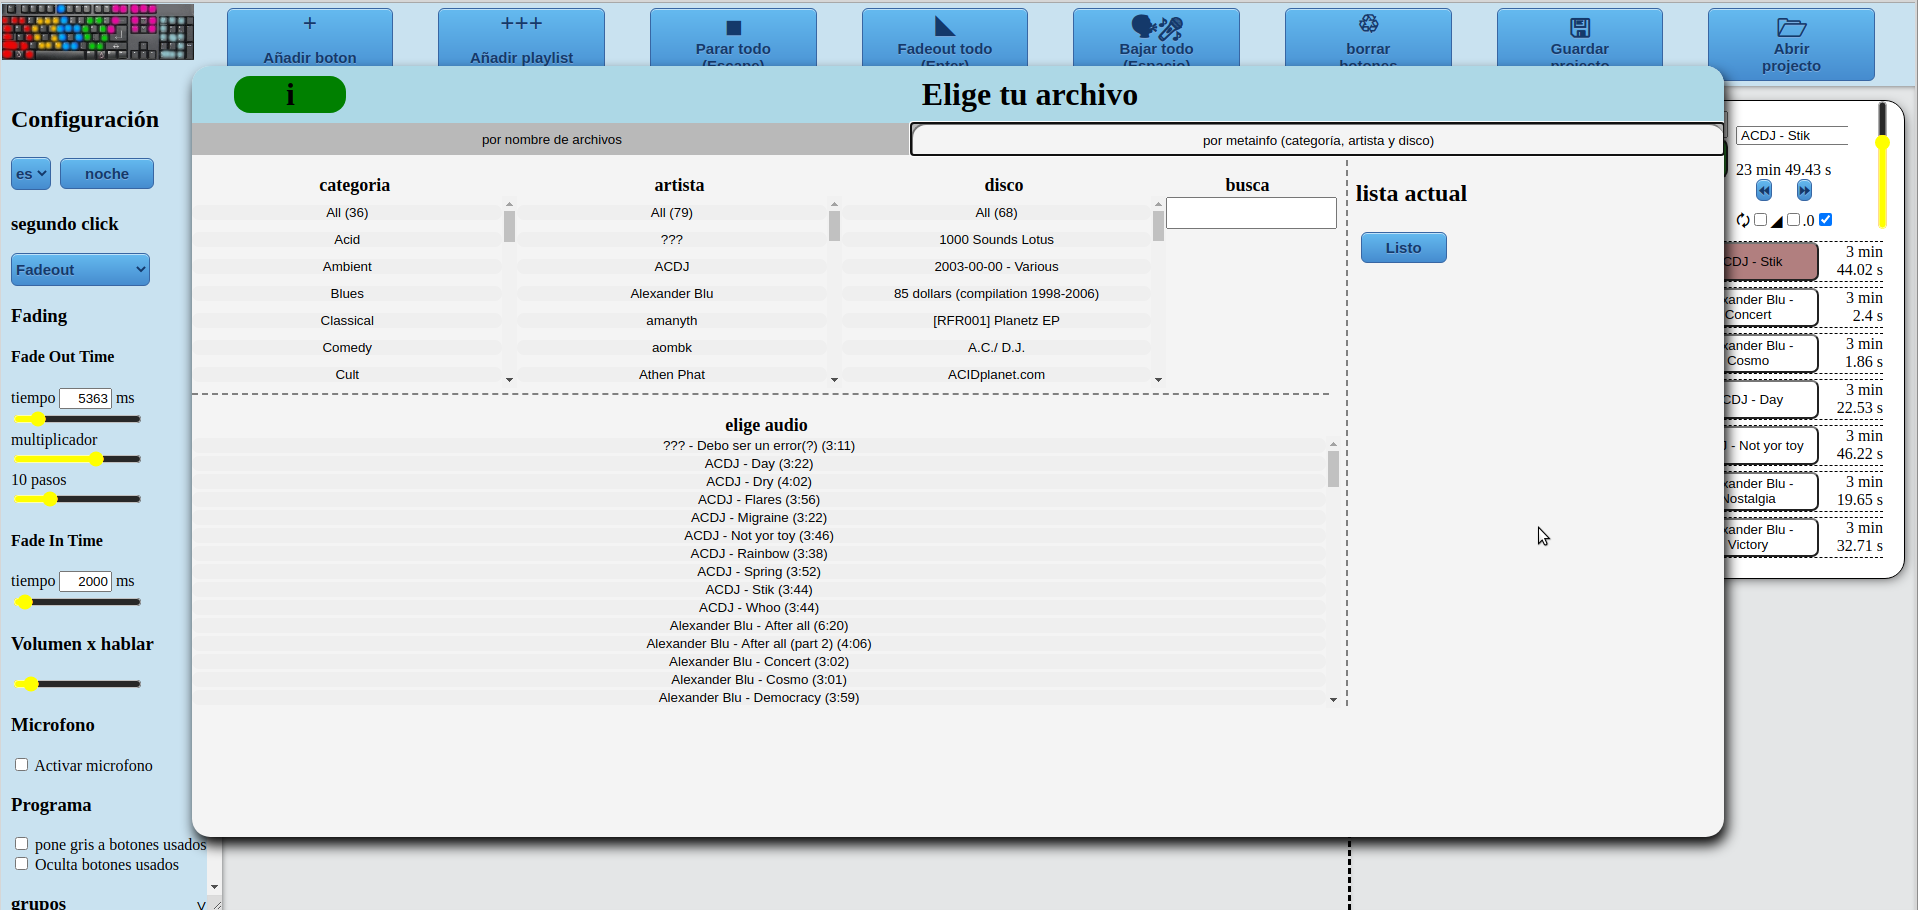 +
Añadir boton
+++
Añadir playlist
Parar todo
(Escape)
Fadeout todo
(Enter)
Bajar todo
(Espacio)
borrar
botones
Guardar
projecto
Abrir
projecto
Configuración
es
noche
segundo click
Fadeout
Fading
Fade Out Time
tiempo 5363 ms
multiplicador
10 pasos
Fade In Time
tiempo 2000 ms
Volumen x hablar
Microfono
Activar microfono
Programa
pone gris a botones usados
Oculta botones usados
grupos
V
i
Elige tu archivo
por nombre de archivos
por metainfo (categoría, artista y disco)
categoria
All (36)
Acid
Ambient
Blues
Classical
Comedy
Cult
artista
All (79)
???
ACDJ
Alexander Blu
amanyth
aombk
Athen Phat
disco
All (68)
1000 Sounds Lotus
2003-00-00 - Various
85 dollars (compilation 1998-2006)
[RFR001] Planetz EP
A.C./ D.J.
ACIDplanet.com
busca
elige audio
??? - Debo ser un error(?) (3:11)
ACDJ - Day (3:22)
ACDJ - Dry (4:02)
ACDJ - Flares (3:56)
ACDJ - Migraine (3:22)
ACDJ - Not yor toy (3:46)
ACDJ - Rainbow (3:38)
ACDJ - Spring (3:52)
ACDJ - Stik (3:44)
ACDJ - Whoo (3:44)
Alexander Blu - After all (6:20)
Alexander Blu - After all (part 2) (4:06)
Alexander Blu - Concert (3:02)
Alexander Blu - Cosmo (3:01)
Alexander Blu - Democracy (3:59)
lista actual
Listo
ACDJ - Stik
23 min 49.43 s
.0
CDJ - Stik
3 min
44.02 s
xander Blu -
Concert
3 min
2.4 s
xander Blu -
Cosmo
3 min
1.86 s
CDJ - Day
3 min
22.53 s
J - Not yor toy
3 min
46.22 s
xander Blu -
Nostalgia
3 min
19.65 s
xander Blu -
Victory
3 min
32.71 s